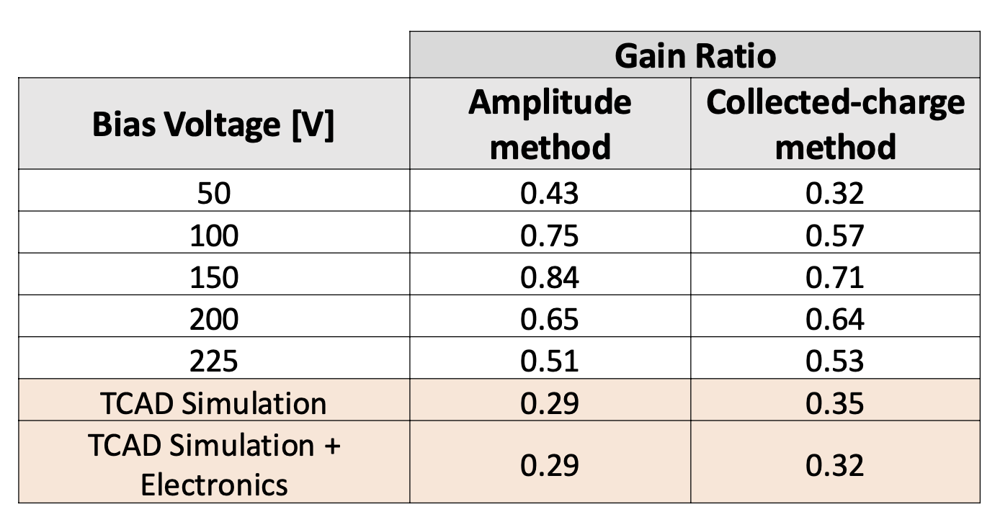 Gain Ratio
Bias Voltage [V]
Amplitude
method
Collected-charge
method
50 0.43 0.32
100 0.75 0.57
150 0.84 0.71
200 0.65 0.64
225 0.51 0.53
TCAD Simulation 0.29 0.35
TCAD Simulation +
Electronics
0.29 0.32